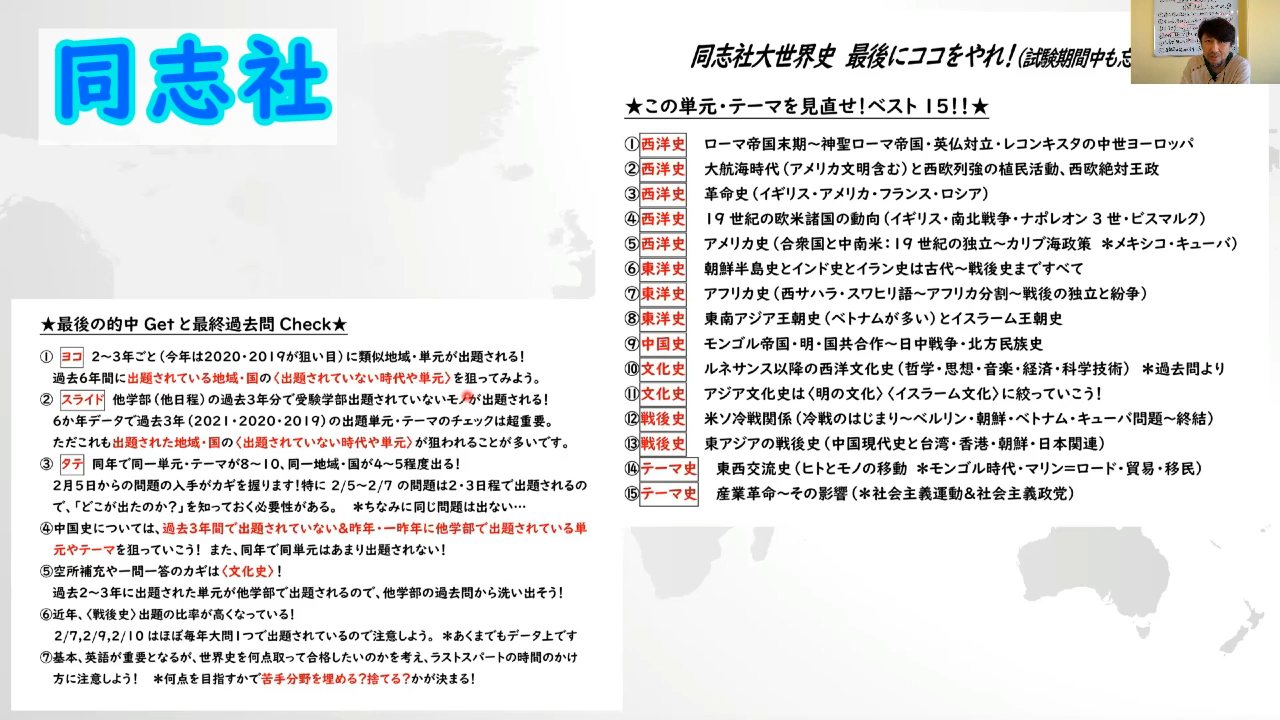 同志社
★最後の的中 Get と最終過去問 Check★
① ヨコ 2～3年ごと(今年は2020・2019が狙い目)に類似地域・単元が出題される!
過去6年間に出題されている地域・国の〈出題されていない時代や単元〉を狙ってみよう。
② スライド 他学部(他日程)の過去3年分で受験学部出題されていないモノが出題される!
6か年データで過去3年(2021・2020・2019)の出題単元・テーマのチェックは超重要。
ただこれも出題された地域・国の〈出題されていない時代や単元〉が狙われることが多いです。
③ タテ 同年で同一単元・テーマが8～10、同一地域・国が4～5程度出る!
2月5日からの問題の入手がカギを握ります!特に 2/5～2/7 の問題は2・3日程で出題されるの
で、「どこが出たのか?」を知っておく必要性がある。 *ちなみに同じ問題は出ない…
④中国史については、過去3年間で出題されていない&昨年・一昨年に他学部で出題されている単
元やテーマを狙っていこう! また、同年で同単元はあまり出題されない!
⑤空所補充や一問一答のカギは〈文化史〉!
過去2～3年に出題された単元が他学部で出題されるので、他学部の過去問から洗い出そう!
⑥近年、〈戦後史〉出題の比率が高くなっている!
2/7,2/9,2/10 はほぼ毎年大問1つで出題されているので注意しよう。 *あくまでもデータ上です
⑦基本、英語が重要となるが、世界史を何点取って合格したいのかを考え、ラストスパートの時間のかけ
方に注意しよう! *何点を目指すかで苦手分野を埋める?捨てる?かが決まる!
同志社大世界史 最後にココをやれ!(試験期間中も
★この単元・テーマを見直せ!ベスト 15!!★
①西洋史 ローマ帝国末期～神聖ローマ帝国・英仏対立・レコンキスタの中世ヨーロッパ
②西洋史 大航海時代(アメリカ文明含む)と西欧列強の植民活動、西欧絶対王政
③西洋史 革命史(イギリス・アメリカ・フランス・ロシア)
④西洋史 19 世紀の欧米諸国の動向(イギリス・南北戦争・ナポレオン 3 世・ビスマルク)
⑤西洋史 アメリカ史(合衆国と中南米:19 世紀の独立～カリブ海政策 *メキシコ・キューバ)
⑥東洋史 朝鮮半島史とインド史とイラン史は古代～戦後史まですべて
⑦東洋史 アフリカ史(西サハラ・スワヒリ語～アフリカ分割～戦後の独立と紛争)
⑧東洋史 東南アジア王朝史(ベトナムが多い)とイスラーム王朝史
⑨中国史 モンゴル帝国・明・国共合作～日中戦争・北方民族史
⑩文化史 ルネサンス以降の西洋文化史(哲学・思想・音楽・経済・科学技術) *過去問より
⑪文化史 アジア文化史は〈明の文化〉〈イスラーム文化〉に絞っていこう!
⑫戦後史 米ソ冷戦関係(冷戦のはじまり～ベルリン・朝鮮・ベトナム・キューバ問題～終結)
⑬戦後史 東アジアの戦後史(中国現代史と台湾・香港・朝鮮・日本関連)
⑭テーマ史 東西交流史(ヒトとモノの移動 *モンゴル時代・マリン=ロード・貿易・移民)
⑮テーマ史 産業革命～その影響(*社会主義運動&社会主義政党)